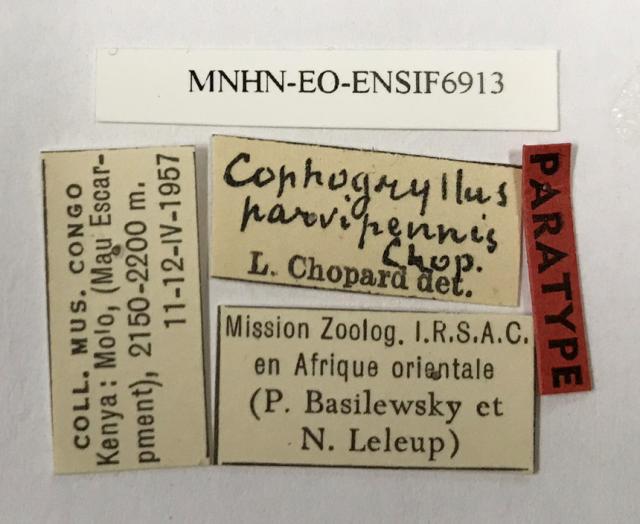 MNHN-EO-ENSIF6913
COLL. MUS. CONGO
Kenya: Molo, (Mau Escar-
pment), 2150-2200 m.
11-12-IV-1957
Cophogryllus
parvipennis
Chop.
L. Chopard det.
PARATYPE
Mission Zoolog. I.R.S.A.C.
en Afrique orientale
(P. Basilewsky et
N. Leleup)